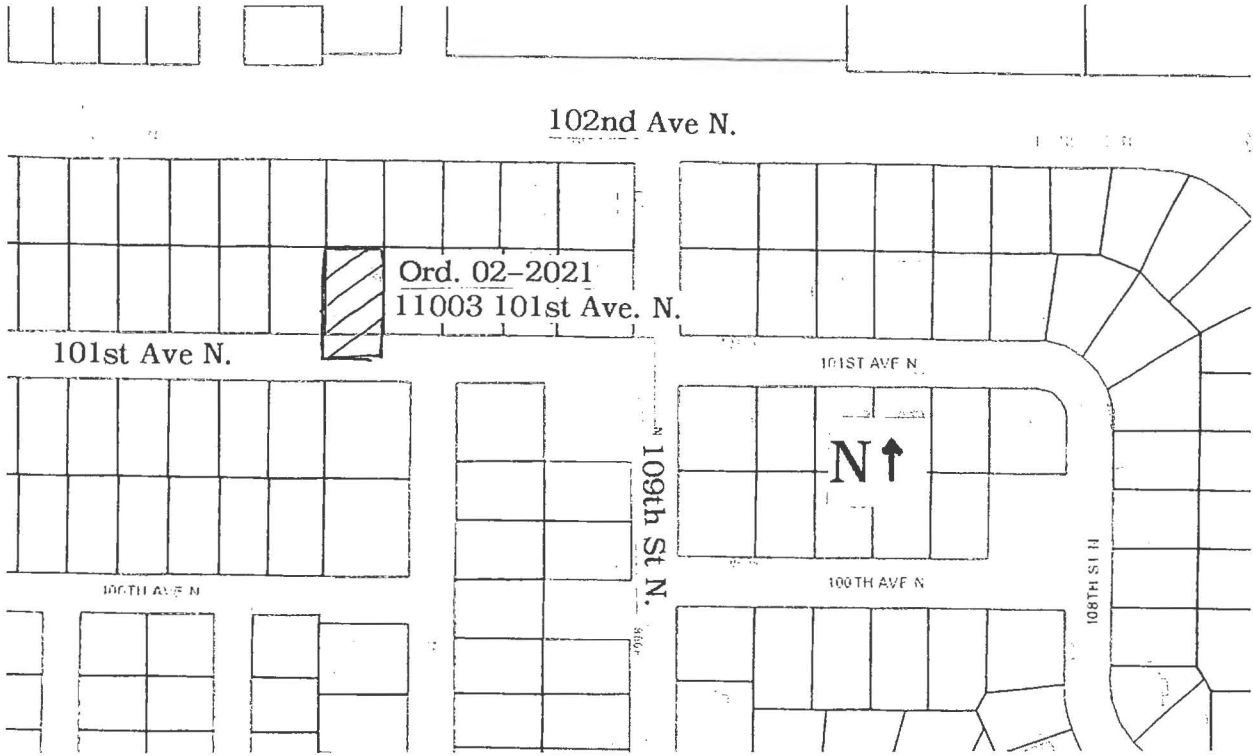 102nd Ave N.
Ord. 02-2021
11003 101st Ave. N.
101st Ave N.
101ST AVE N
N↑
109th St N.
100TH AVE N
100TH AVE N
108TH ST N